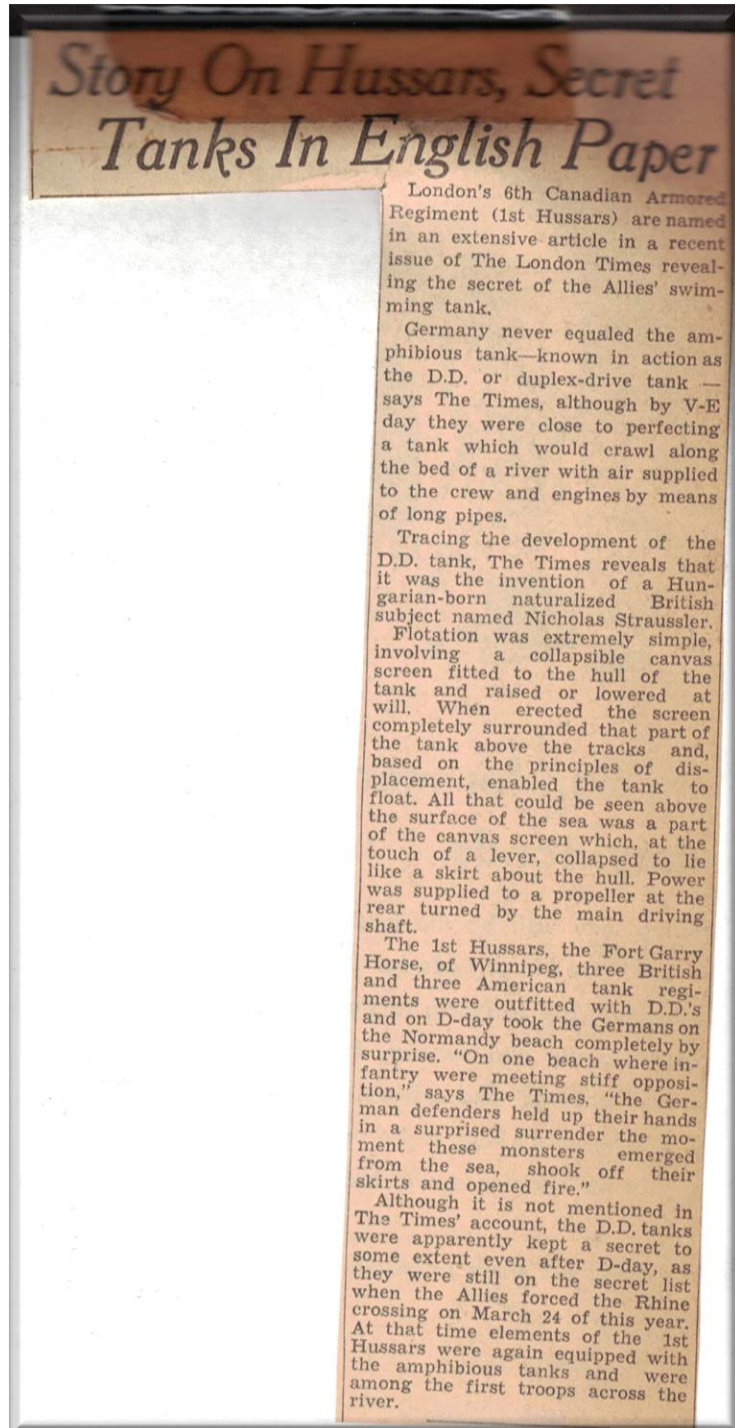 Story On Hussars, Secret
Tanks In English Paper
London's 6th Canadian Armored
Regiment (1st Hussars) are named
in an extensive article in a recent
issue of The London Times reveal-
ing the secret of the Allies' swim-
ming tank.
Germany never equaled the am-
phibious tank—known in action as
the D.D. or duplex-drive tank —
says The Times, although by V-E
day they were close to perfecting
a tank which would crawl along
the bed of a river with air supplied
to the crew and engines by means
of long pipes.
Tracing the development of the
D.D. tank, The Times reveals that
it was the invention of a Hun-
garian-born naturalized British
subject named Nicholas Straussler.
Flotation was extremely simple,
involving a collapsible canvas
screen fitted to the hull of the
tank and raised or lowered at
will. When erected the screen
completely surrounded that part of
the tank above the tracks and,
based on the principles of dis-
placement, enabled the tank to
float. All that could be seen above
the surface of the sea was a part
of the canvas screen which, at the
touch of a lever, collapsed to lie
like a skirt about the hull. Power
was supplied to a propeller at the
rear turned by the main driving
shaft.
The 1st Hussars, the Fort Garry
Horse, of Winnipeg, three British
and three American tank regi-
ments were outfitted with D.D.'s
and on D-day took the Germans on
the Normandy beach completely by
surprise. "On one beach where in-
fantry were meeting stiff opposi-
tion," says The Times, "the Ger-
man defenders held up their hands
in a surprised surrender the mo-
ment these monsters emerged
from the sea, shook off their
skirts and opened fire."
Although it is not mentioned in
The Times' account, the D.D. tanks
were apparently kept a secret to
some extent even after D-day, as
they were still on the secret list
when the Allies forced the Rhine
crossing on March 24 of this year.
At that time elements of the 1st
Hussars were again equipped with
the amphibious tanks and were
among the first troops across the
river.